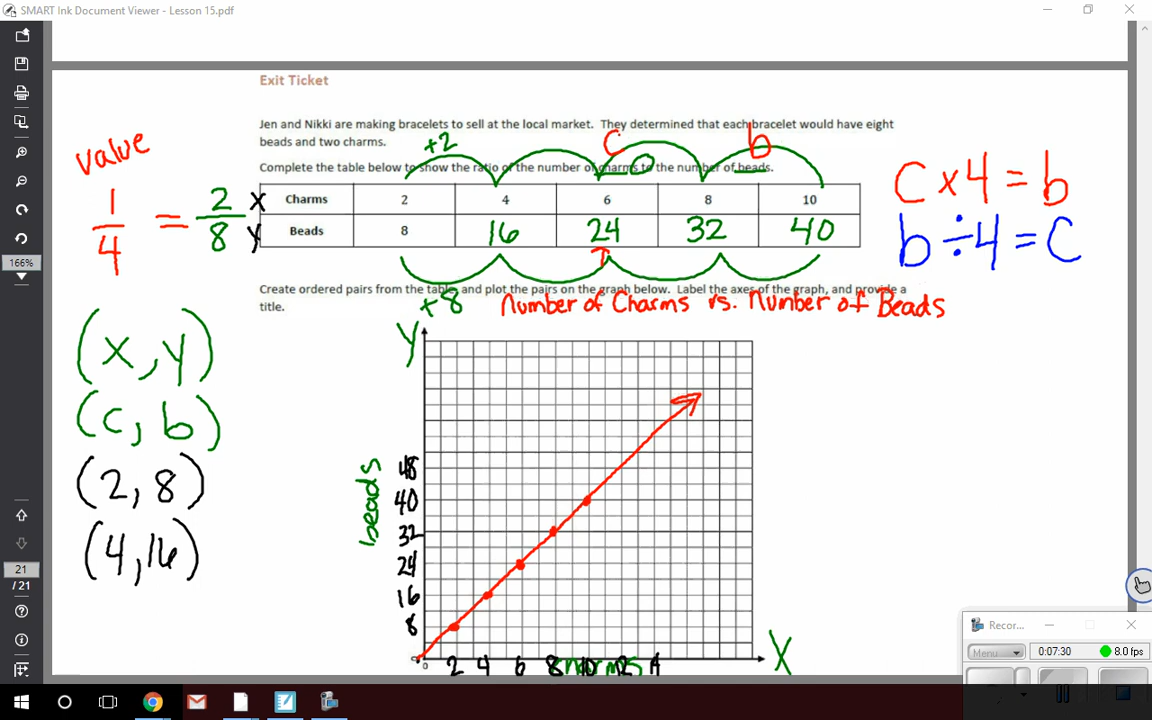 SMART Ink Document Viewer - Lesson 15.pdf
Exit Ticket
Jen and Nikki are making bracelets to sell at the local market. They determined that each bracelet would have eight
beads and two charms.
Complete the table below to show the ratio of the number of charms to the number of beads.
+2 c b
Charms 2 4 6 8 10
Beads 8 16 24 32 40
+8
value
1/4 = 2/8
X
Y
C x 4 = b
b ÷ 4 = C
Create ordered pairs from the table, and plot the pairs on the graph below. Label the axes of the graph, and provide a
title.
Number of Charms vs. Number of Beads
(X, Y)
(C, b)
(2, 8)
(4, 16)
Y
beads
48
40
32
24
16
8
0 2 4 6 8 10
X
166%
21
/ 21
Recor...
Menu
0:07:30
8.0 fps